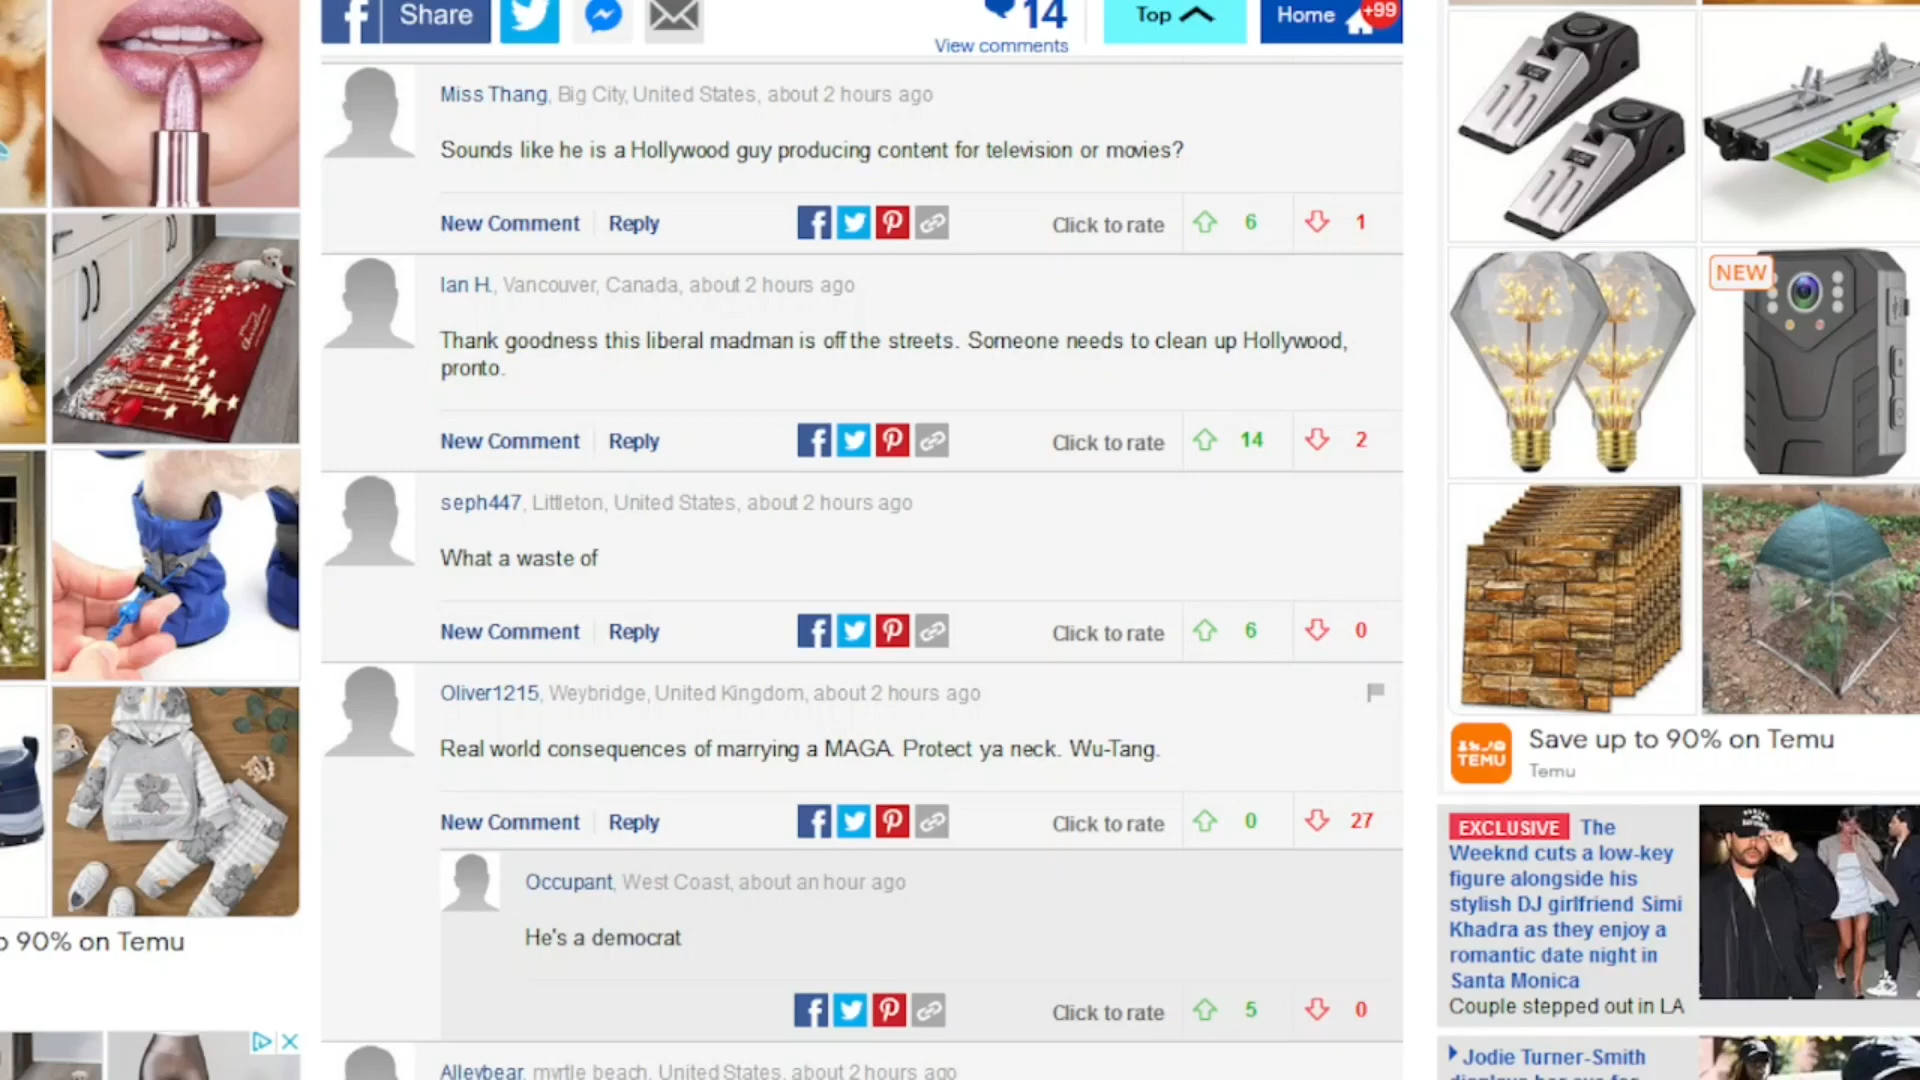 Share
14
View comments
Top
Home
+99
Miss Thang, Big City, United States, about 2 hours ago
Sounds like he is a Hollywood guy producing content for television or movies?
New Comment Reply Click to rate 6 1
Ian H., Vancouver, Canada, about 2 hours ago
Thank goodness this liberal madman is off the streets. Someone needs to clean up Hollywood,
pronto.
New Comment Reply Click to rate 14 2
seph447, Littleton, United States, about 2 hours ago
What a waste of
New Comment Reply Click to rate 6 0
Oliver1215, Weybridge, United Kingdom, about 2 hours ago
Real world consequences of marrying a MAGA. Protect ya neck. Wu-Tang.
New Comment Reply Click to rate 0 27
Occupant, West Coast, about an hour ago
He's a democrat
Click to rate 5 0
Alleybear, myrtle beach, United States, about 2 hours ago
90% on Temu
NEW
TEMU
Save up to 90% on Temu
Temu
EXCLUSIVE The
Weeknd cuts a low-key
figure alongside his
stylish DJ girlfriend Simi
Khadra as they enjoy a
romantic date night in
Santa Monica
Couple stepped out in LA
Jodie Turner-Smith